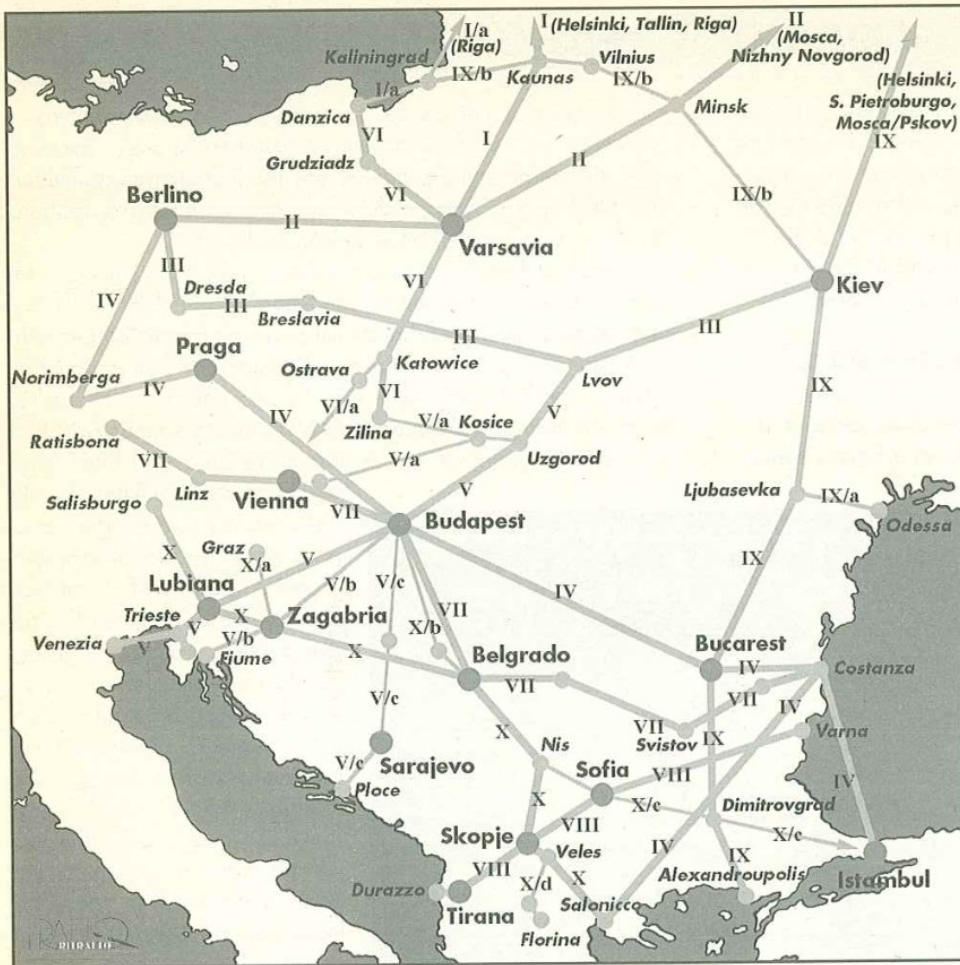 I/a
(Riga)
I
(Helsinki, Tallin, Riga)
II
(Mosca,
Nizhny Novgorod)
Kaliningrad
IX/b
Kaunas
Vilnius
IX/b
(Helsinki,
S. Pietroburgo,
Mosca/Pskov)
IX
I/a
Danzica
Minsk
VI
I
Grudziadz
II
VI
IX/b
Berlino
II
Varsavia
III
VI
Kiev
IV
Dresda
III
Breslavia
III
III
Praga
Ostrava
Katowice
Lvov
IX
Norimberga
IV
IV
VI
VI/a
Zilina
V/a
Kosice
V
Ratisbona
V/a
Uzgorod
VII
Linz
Vienna
V
Ljubasevka
IX/a
Salisburgo
VII
Budapest
Odessa
X
Graz
X/a
V
V/b
V/c
IX
Lubiana
VII
IV
Trieste
X
Zagabria
X/b
Bucarest
Venezia
V
V
V/b
Fiume
X
Belgrado
IV
Costanza
VII
VII
V/c
VII
IV
X
Svistov
IX
Varna
V/c
Sarajevo
Nis
Sofia
VIII
IV
Ploce
X
X/c
Dimitrovgrad
Skopje
VIII
X/c
VIII
Veles
IV
IX
Alexandroupolis
Durazzo
X/d
X
Istambul
Tirana
Salonicco
Florina
RITRATTO